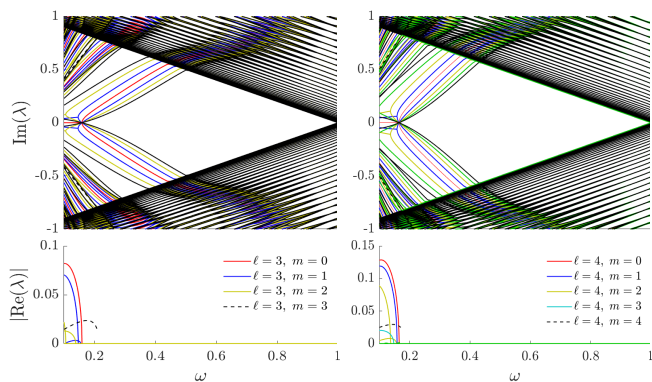 1
0.5
0
-0.5
-1
Im(λ)
1
0.5
0
-0.5
-1
0.1
0.05
0
|Re(λ)|
ℓ = 3, m = 0
ℓ = 3, m = 1
ℓ = 3, m = 2
ℓ = 3, m = 3
0.2 0.4 0.6 0.8 1
ω
0.15
0.1
0.05
0
ℓ = 4, m = 0
ℓ = 4, m = 1
ℓ = 4, m = 2
ℓ = 4, m = 3
ℓ = 4, m = 4
0.2 0.4 0.6 0.8 1
ω